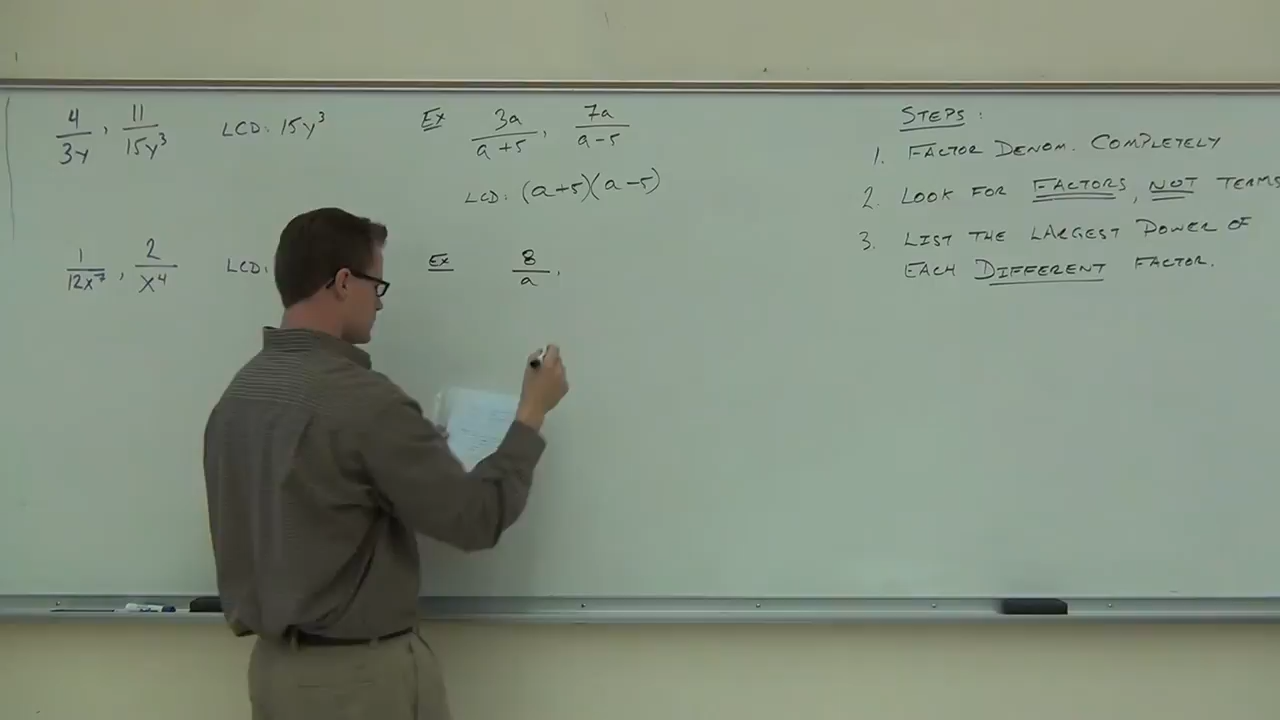 4/3y, 11/15y³ LCD: 15y³
1/12x⁷, 2/x⁴ LCD:
Ex 3a/a+5, 7a/a-5
LCD: (a+5)(a-5)
Ex 8/a,
STEPS:
1. FACTOR DENOM. COMPLETELY
2. LOOK FOR FACTORS, NOT TERMS
3. LIST THE LARGEST POWER OF
EACH DIFFERENT FACTOR.